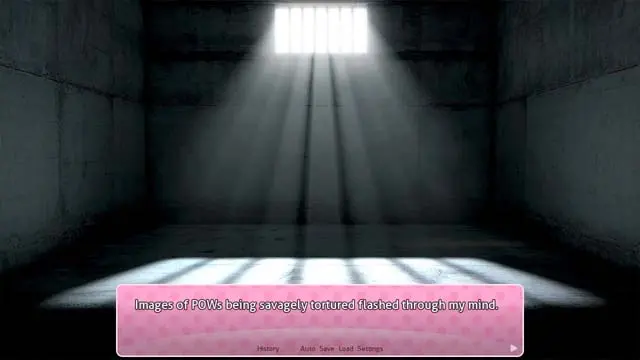 Images of POWs being savagely tortured flashed through my mind.
History Auto Save Load Settings